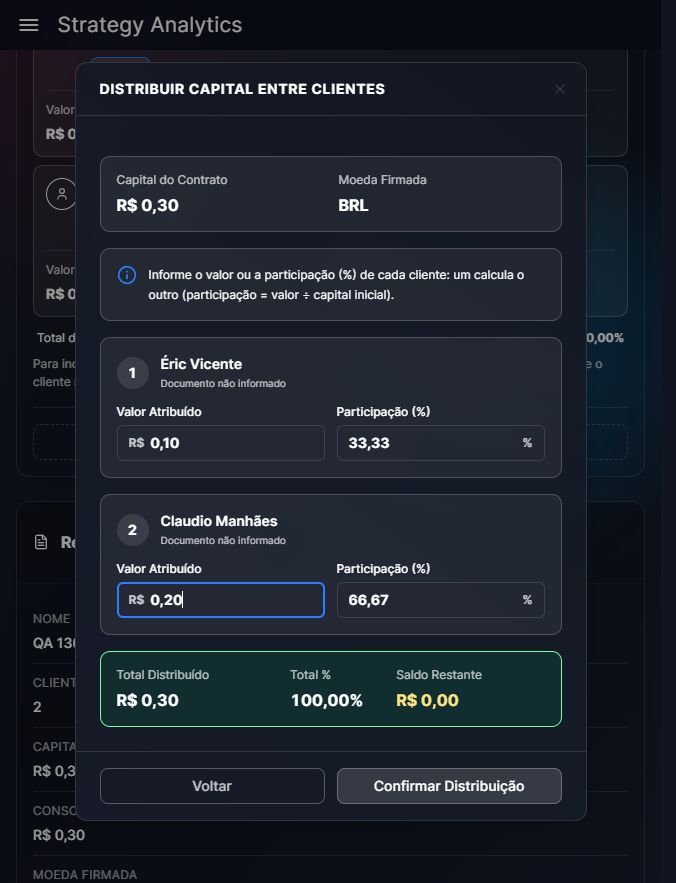 Strategy Analytics
DISTRIBUIR CAPITAL ENTRE CLIENTES
Capital do Contrato
Moeda Firmada
R$ 0,30
BRL
Informe o valor ou a participação (%) de cada cliente: um calcula o
outro (participação = valor ÷ capital inicial).
1
Éric Vicente
Documento não informado
Valor Atribuído
Participação (%)
R$ 0,10
33,33 %
2
Claudio Manhães
Documento não informado
Valor Atribuído
Participação (%)
R$ 0,20
66,67 %
Total Distribuído
Total %
Saldo Restante
R$ 0,30
100,00%
R$ 0,00
Voltar
Confirmar Distribuição
Valor
R$ 0
Valor
R$ 0
Total d
0,00%
Para in
e o
cliente
Re
NOME
QA 130
CLIENT
2
CAPITA
R$ 0,3
CONSO
R$ 0,30
MOEDA FIRMADA